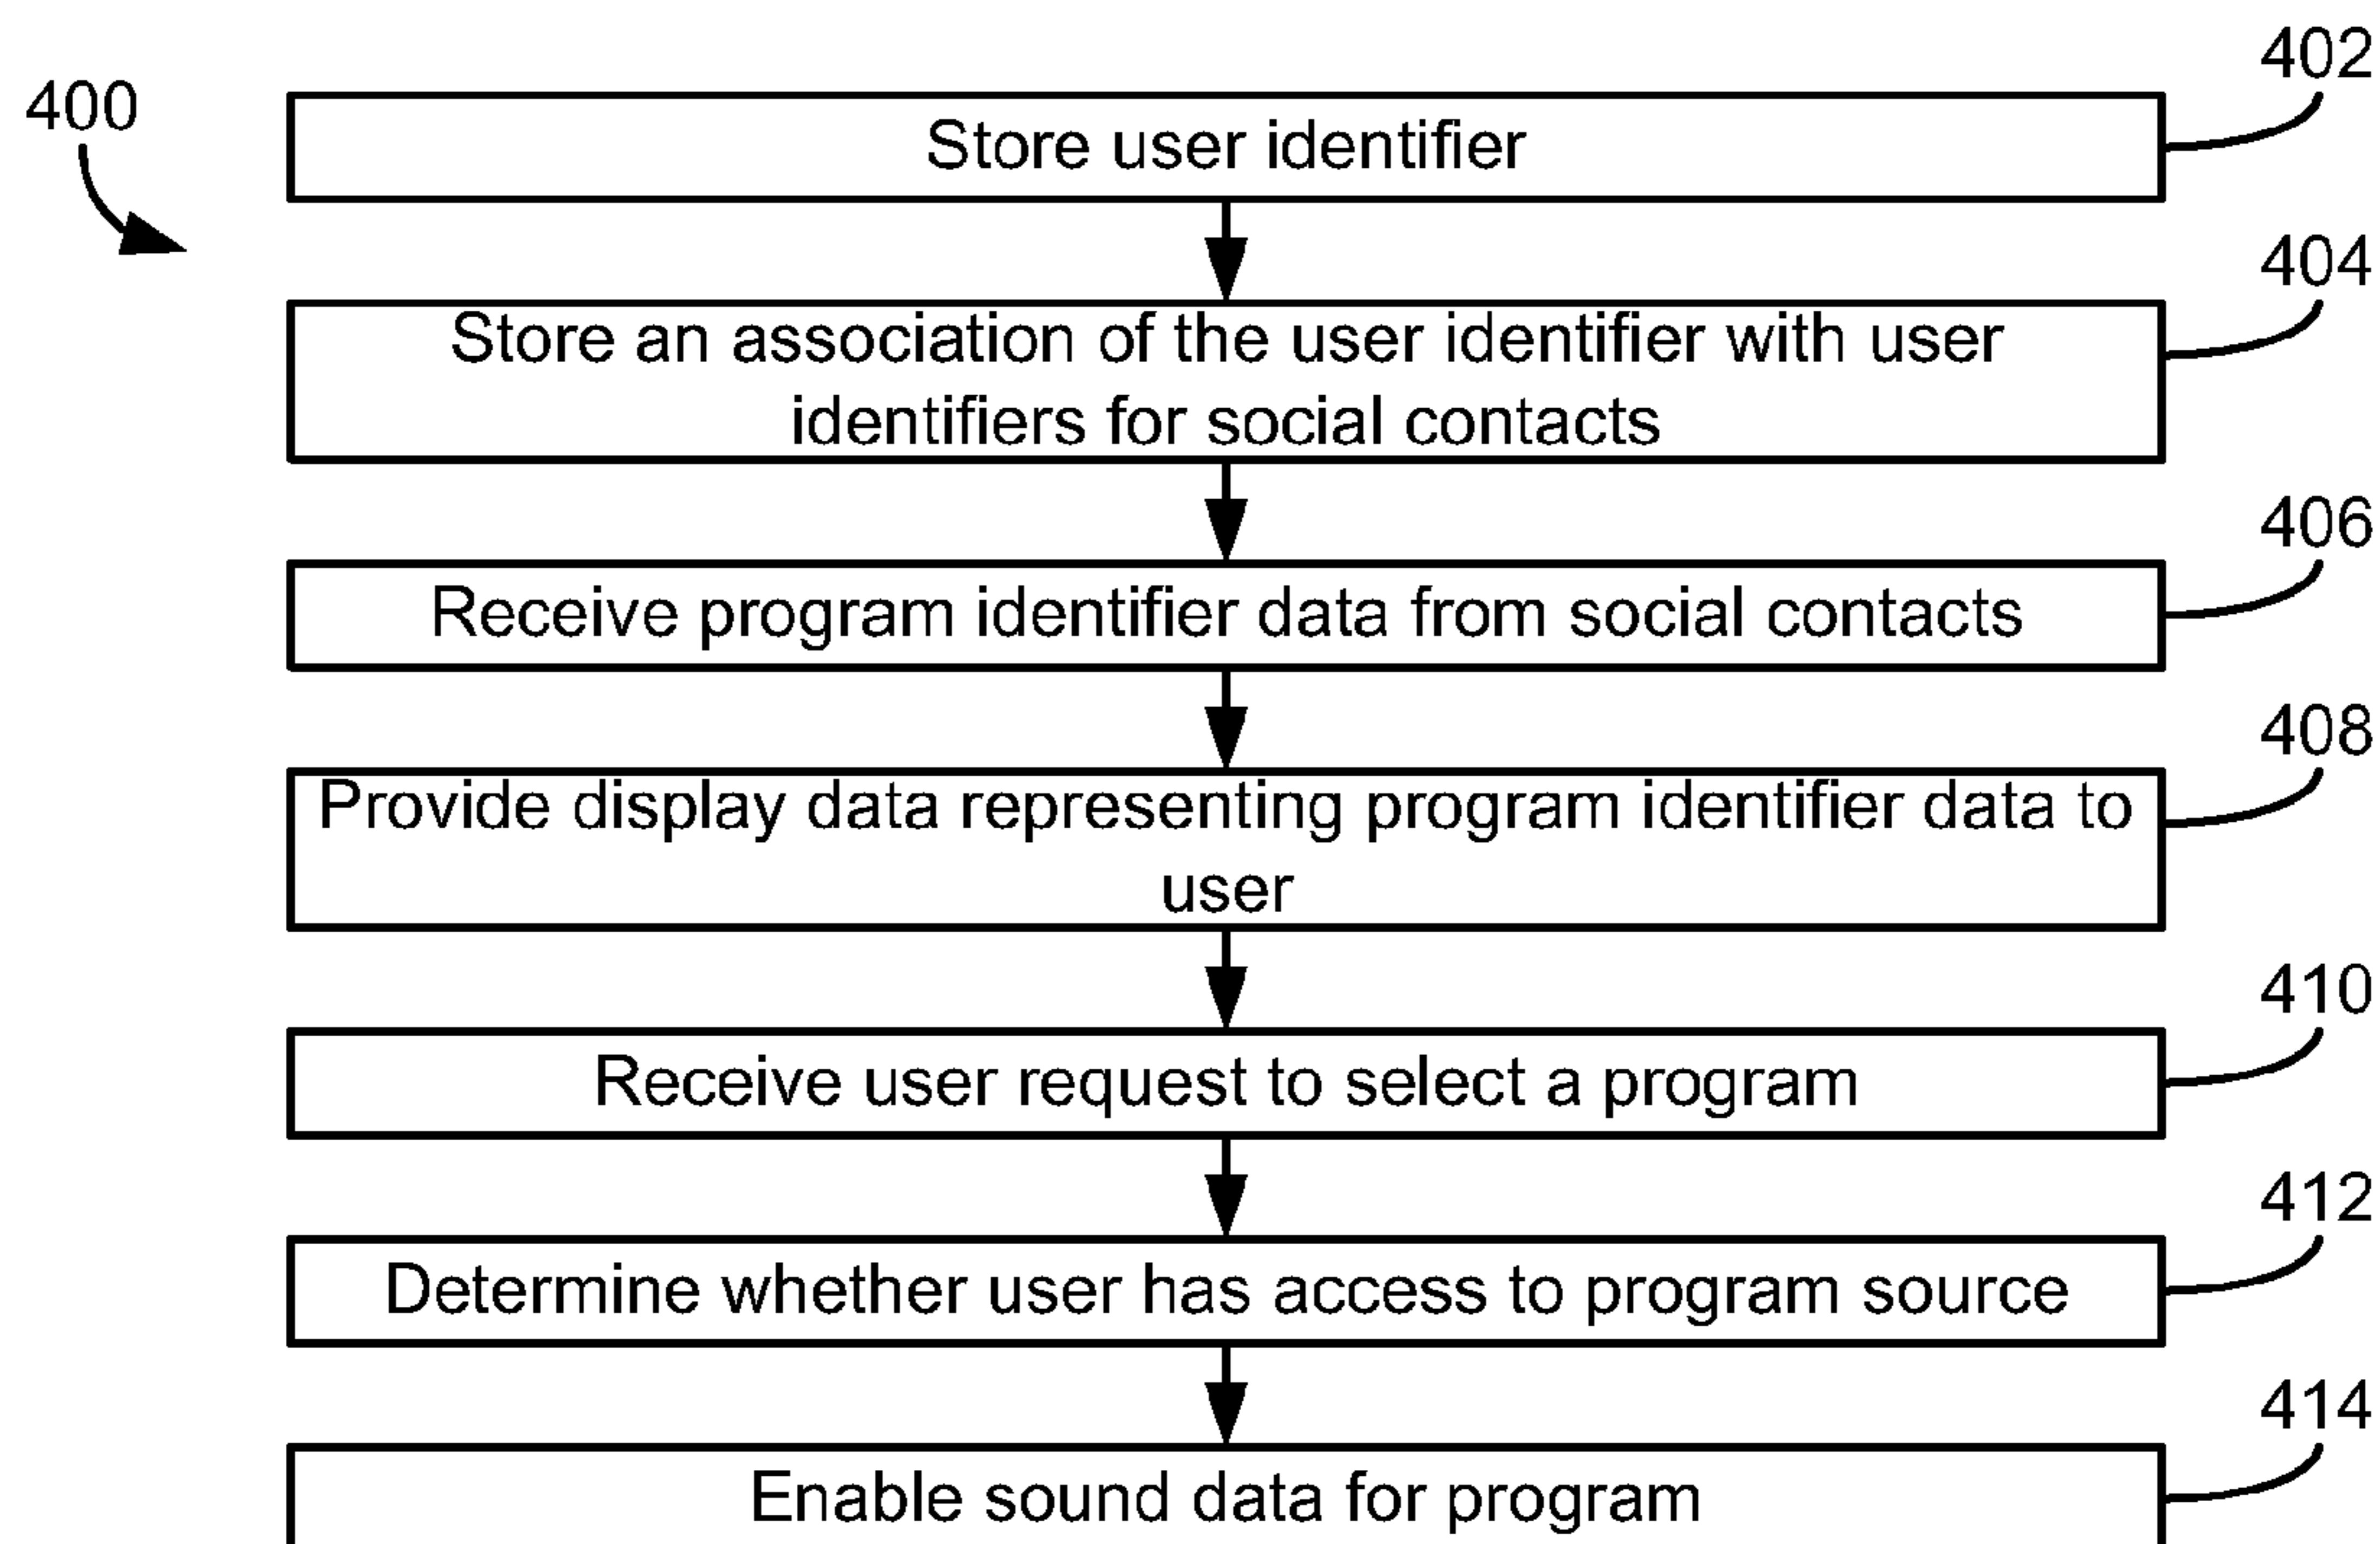 400
402
Store user identifier
404
Store an association of the user identifier with user
identifiers for social contacts
406
Receive program identifier data from social contacts
408
Provide display data representing program identifier data to
user
410
Receive user request to select a program
412
Determine whether user has access to program source
414
Enable sound data for program